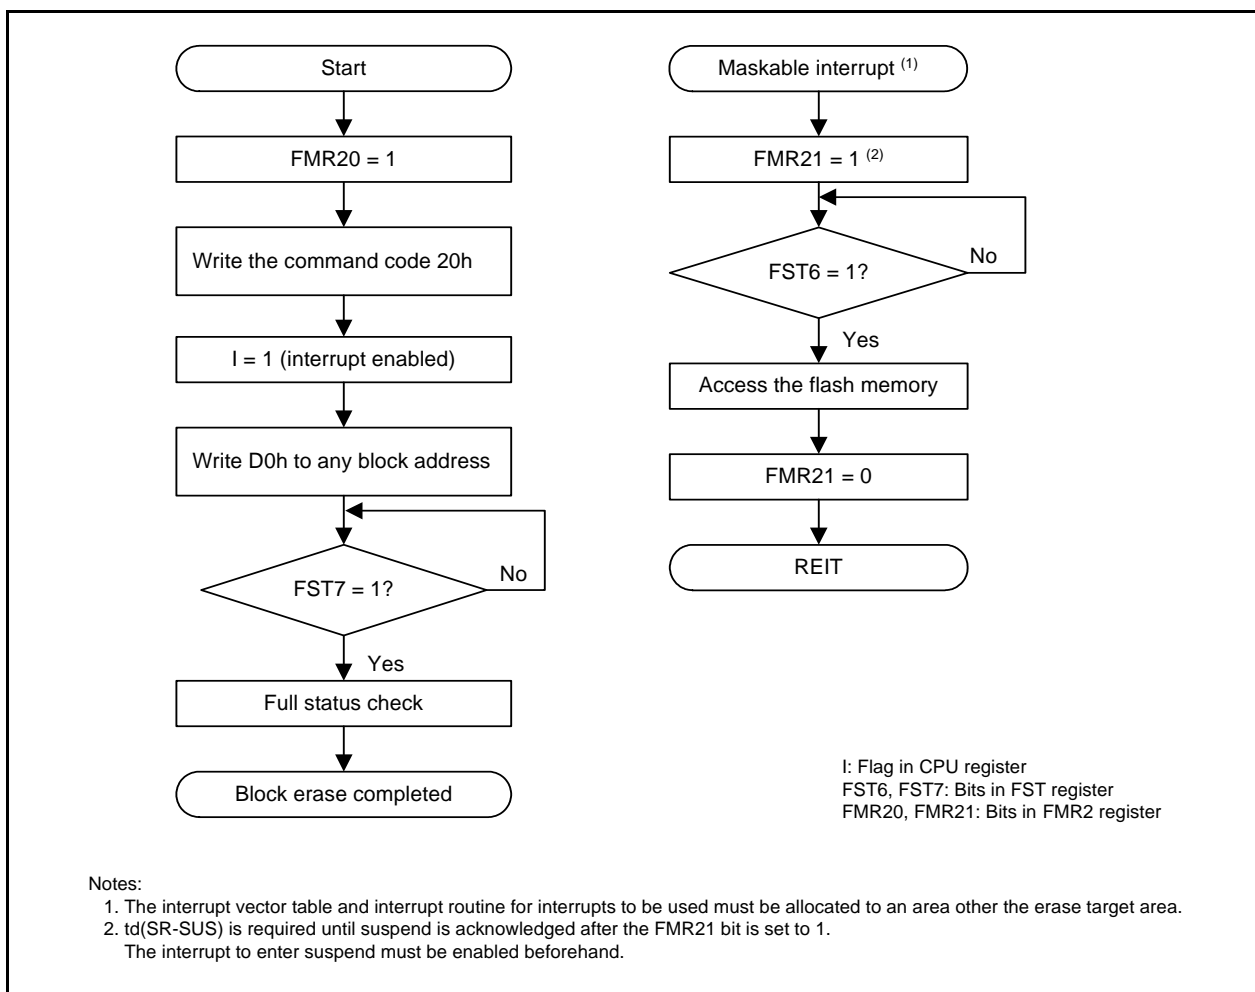 Start
FMR20 = 1
Write the command code 20h
I = 1 (interrupt enabled)
Write D0h to any block address
FST7 = 1?
No
Yes
Full status check
Block erase completed
Maskable interrupt (1)
FMR21 = 1 (2)
FST6 = 1?
No
Yes
Access the flash memory
FMR21 = 0
REIT
I: Flag in CPU register
FST6, FST7: Bits in FST register
FMR20, FMR21: Bits in FMR2 register
Notes:
1. The interrupt vector table and interrupt routine for interrupts to be used must be allocated to an area other the erase target area.
2. td(SR-SUS) is required until suspend is acknowledged after the FMR21 bit is set to 1.
The interrupt to enter suspend must be enabled beforehand.